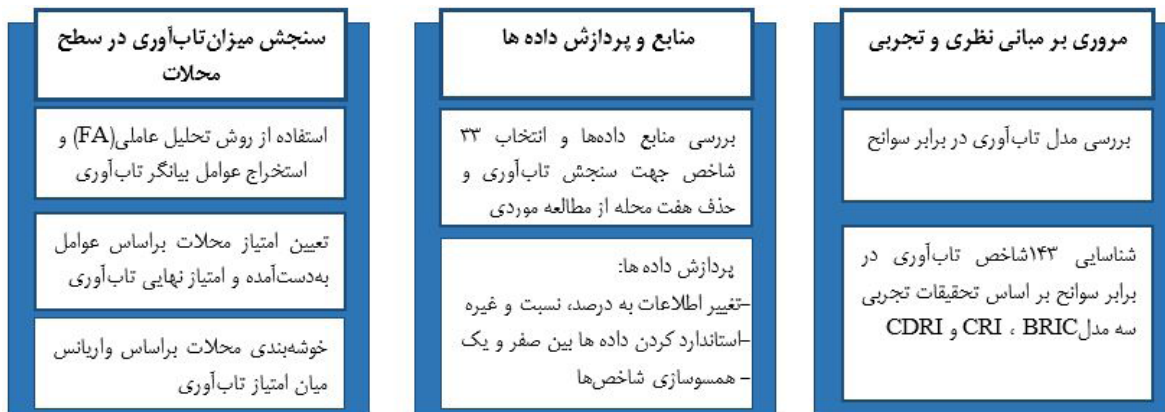 مروری بر مبانی نظری و تجربی
بررسی مدل تاب‌آوری در برابر سوانح
شناسایی ۱۴۳شاخص تاب‌آوری در
برابر سوانح بر اساس تحقیقات تجربی
سه مدلCRI ، BRIC و CDRI
منابع و پردازش داده ها
بررسی منابع داده‌ها و انتخاب ۳۳
شاخص جهت سنجش تاب‌آوری و
حذف هفت محله از مطالعه موردی
پردازش داده ها:
-تغییر اطلاعات به درصد، نسبت و غیره
-استاندارد کردن داده ها بین صفر و یک
- همسوسازی شاخص‌ها
سنجش میزان‌تاب‌آوری در سطح
محلات
استفاده از روش تحلیل عاملی(FA) و
استخراج عوامل بیانگر تاب‌آوری
تعیین امتیاز محلات براساس عوامل
به‌دست‌آمده و امتیاز نهایی تاب‌آوری
خوشه‌بندی محلات براساس واریانس
میان امتیاز تاب‌آوری